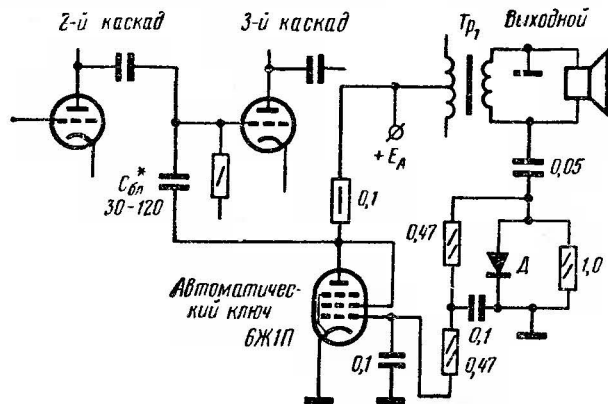 2-й каскад
3-й каскад
Тр₁
Выходной
+ Eа
Cбл*
30-120
0,1
0,05
0,47
Д
1,0
Автоматичес-
кий ключ
6Ж1П
0,1
0,1
0,47